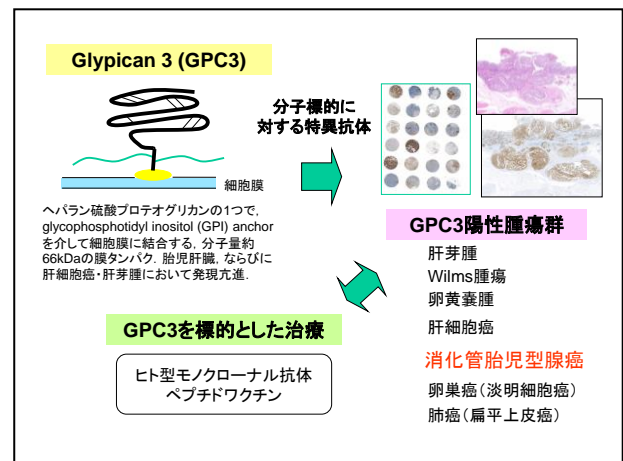 Glypican 3 (GPC3)
細胞膜
ヘパラン硫酸プロテオグリカンの1つで,
glycophosphotidyl inositol (GPI) anchor
を介して細胞膜に結合する, 分子量約
66kDaの膜タンパク. 胎児肝臓, ならびに
肝細胞癌・肝芽腫において発現亢進.
分子標的に
対する特異抗体
GPC3陽性腫瘍群
肝芽腫
Wilms腫瘍
卵黄嚢腫
肝細胞癌
消化管胎児型腺癌
卵巣癌(淡明細胞癌)
肺癌(扁平上皮癌)
GPC3を標的とした治療
ヒト型モノクローナル抗体
ペプチドワクチン